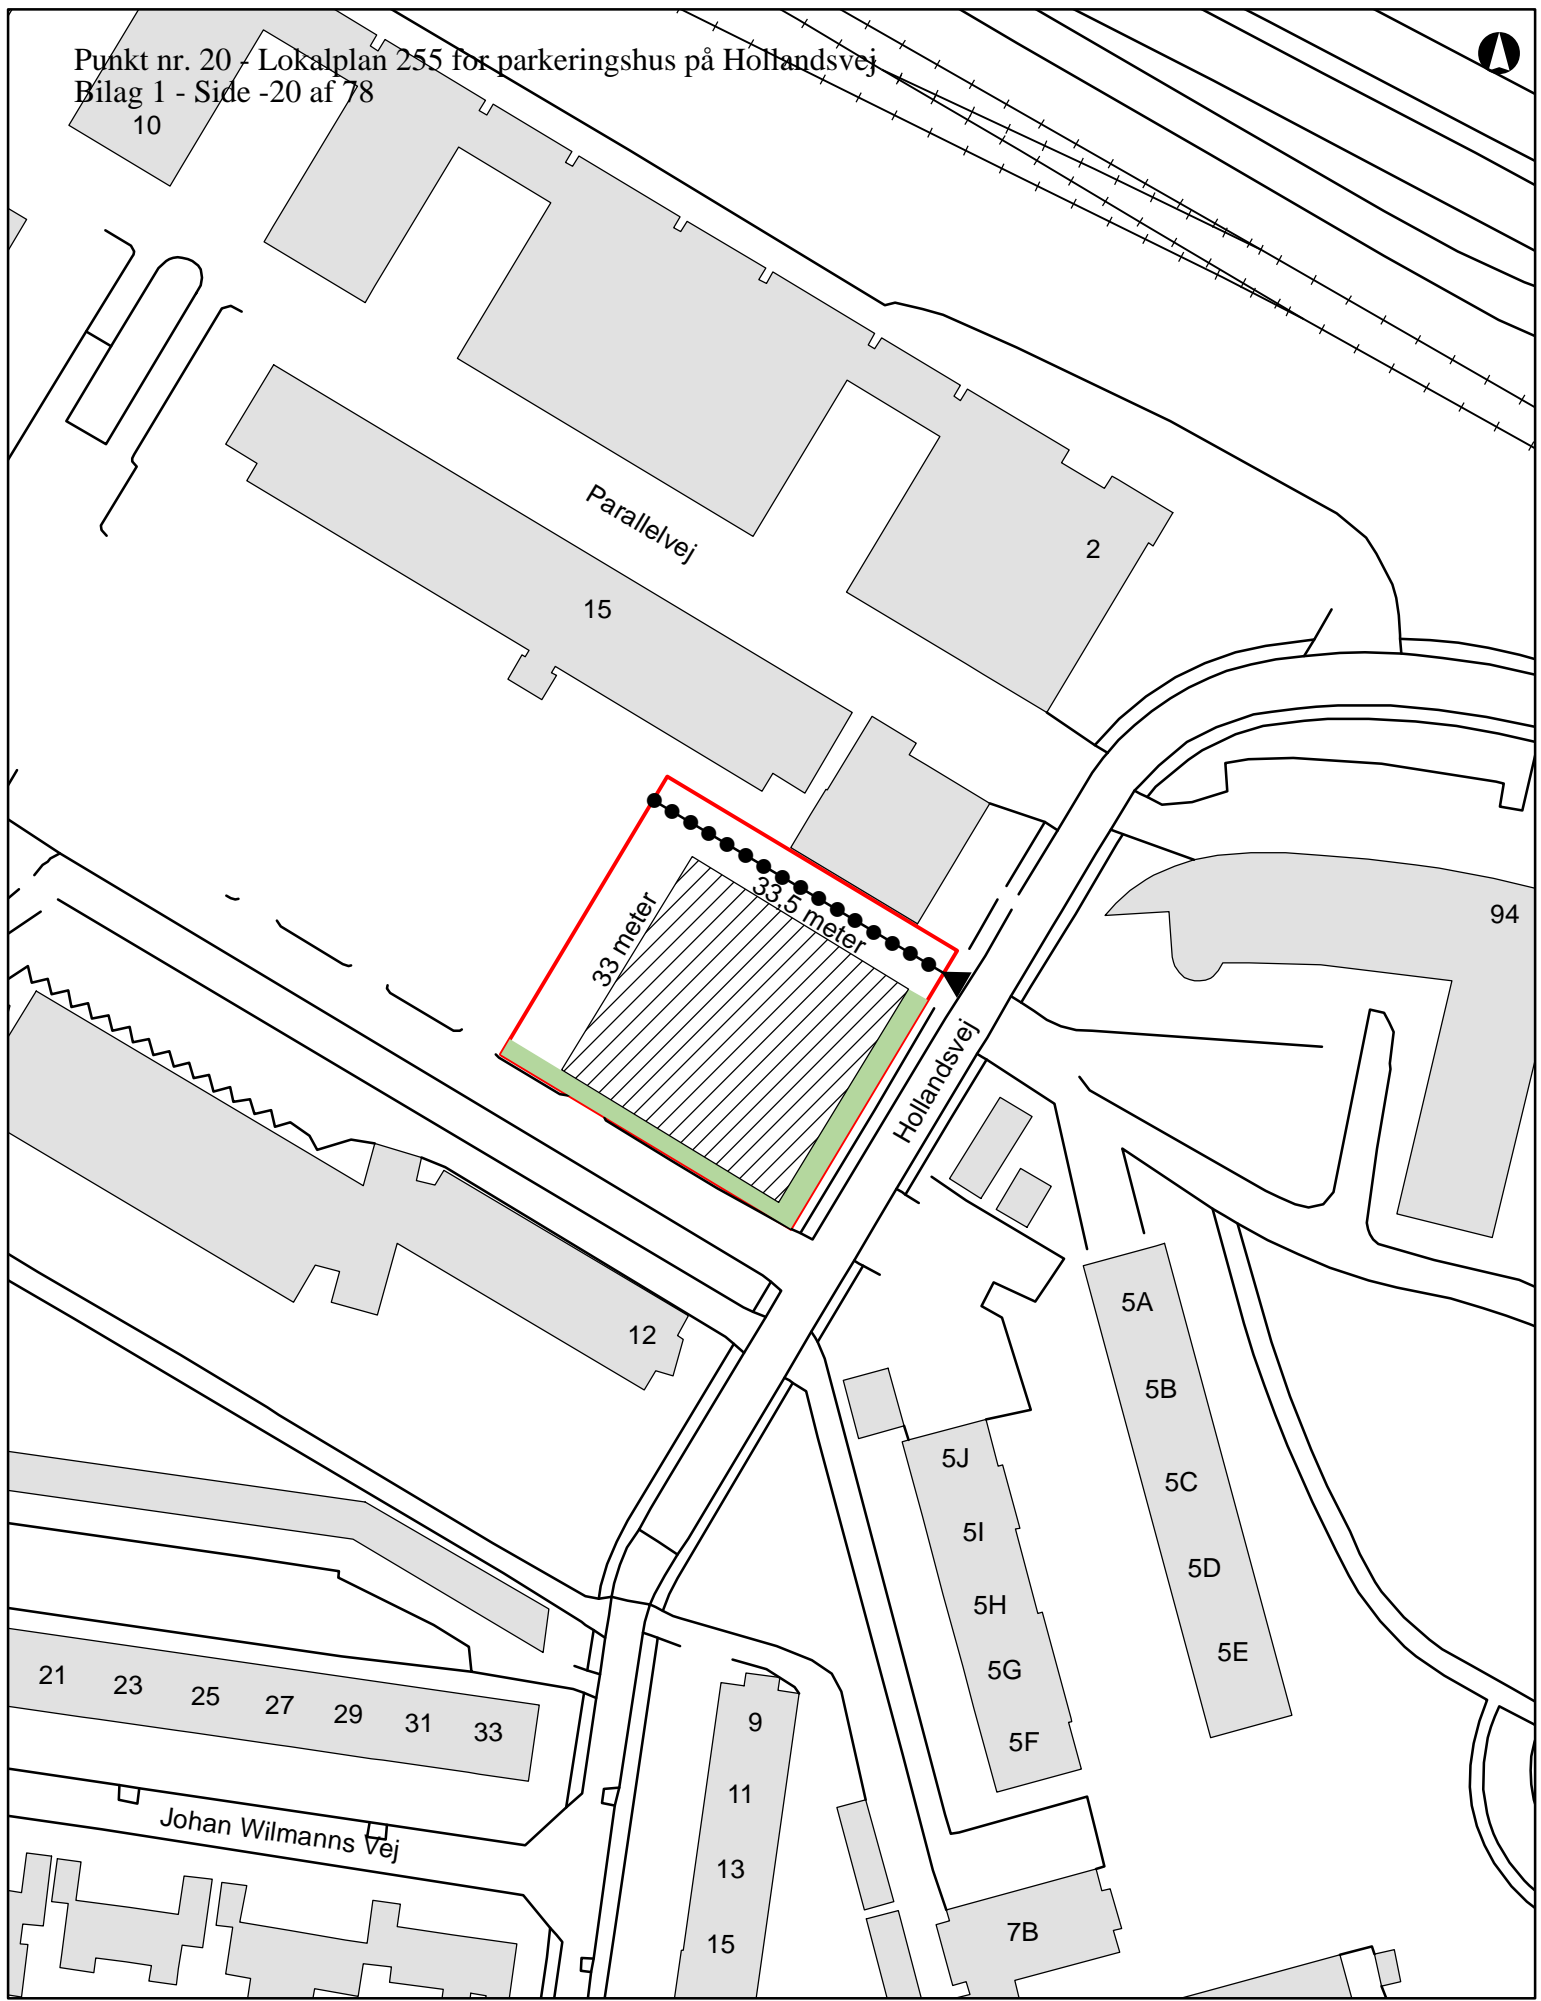 Punkt nr. 20 - Lokalplan 255 for parkeringshus på Hollandsvej
Bilag 1 - Side -20 af 78
10
Parallelvej
2
15
33,5 meter
33 meter
94
Hollandsvej
5A
12
5B
5J
5C
5I
5D
5H
5E
5G
5F
21
23
25
27
29
31
33
9
11
Johan Wilmanns Vej
13
7B
15